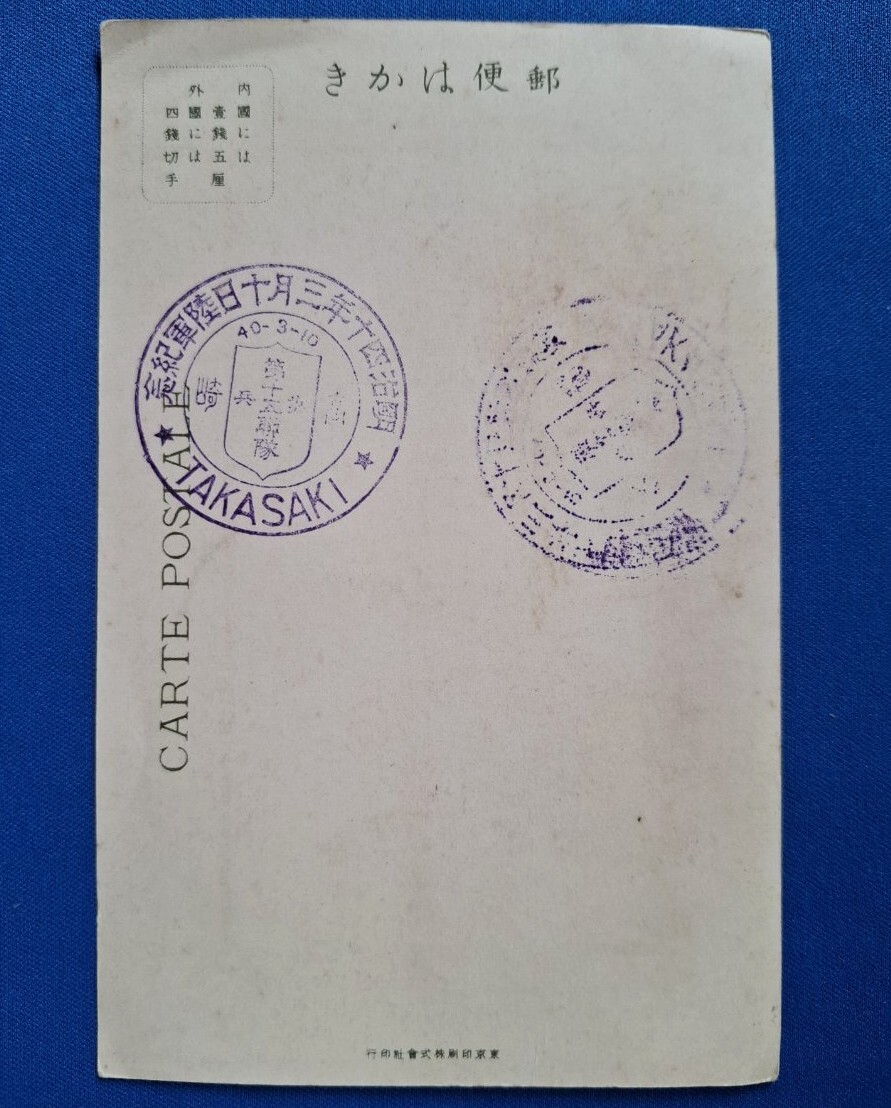 郵便はかき
内國には
壹錢五厘
外國には
四錢切手
明治四十年三月十日陸軍紀念
40-3-10
高崎
歩兵
第十五聯隊
★ TAKASAKI ★
CARTE POSTALE
東京印刷株式會社印行